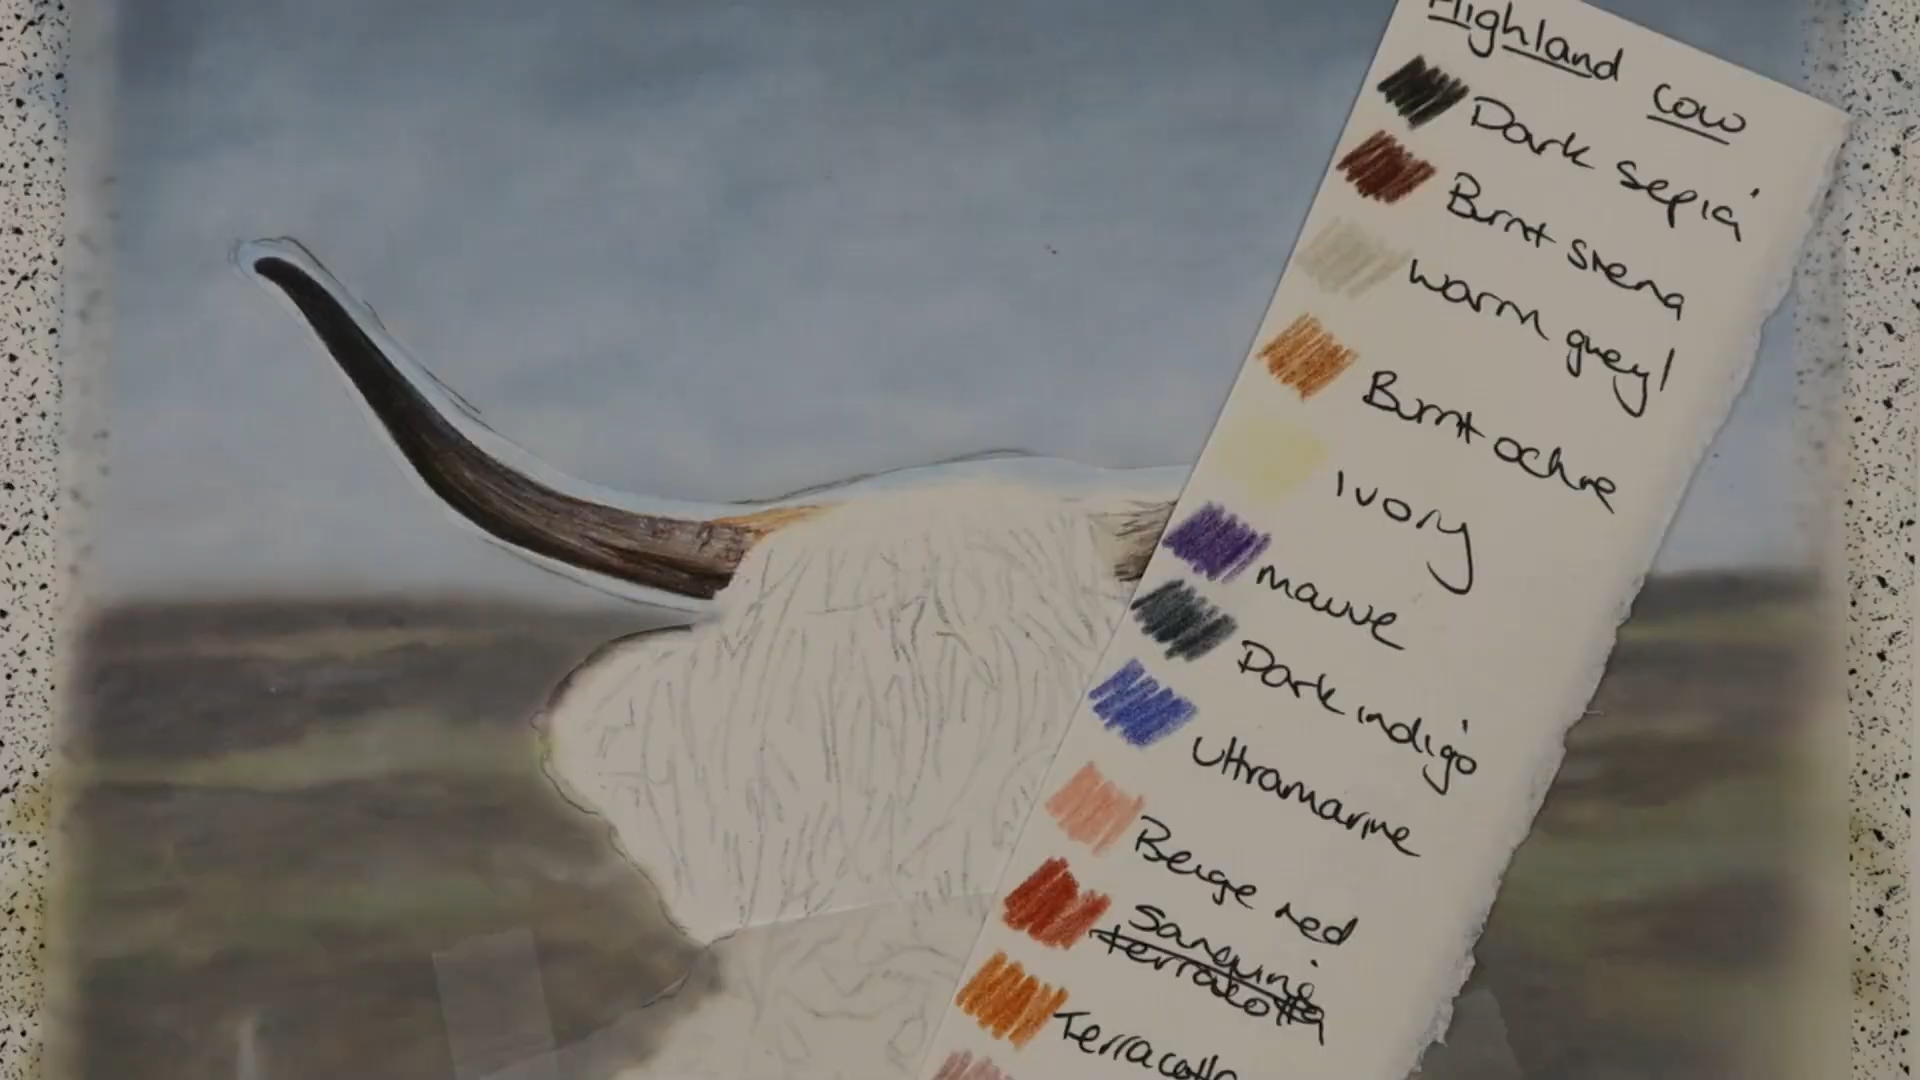 Highland cow
Dark sepia
Burnt siena
warm grey 1
Burnt ochre
Ivory
mauve
Dark indigo
Ultramarine
Beige red
Sanguine
terracotta
Terracotta